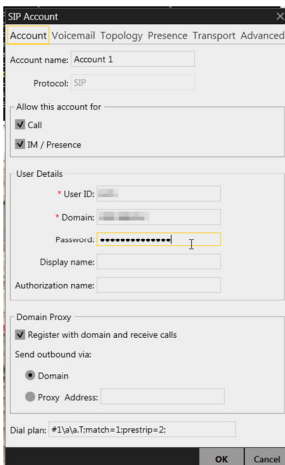 SIP Account
Account Voicemail Topology Presence Transport Advanced
Account name: Account 1
Protocol: SIP
Allow this account for
Call
IM / Presence
User Details
* User ID:
* Domain:
Password: ••••••••••••••
Display name:
Authorization name:
Domain Proxy
Register with domain and receive calls
Send outbound via:
Domain
Proxy Address:
Dial plan: #1\a\a.T;match=1;prestrip=2;
OK Cancel